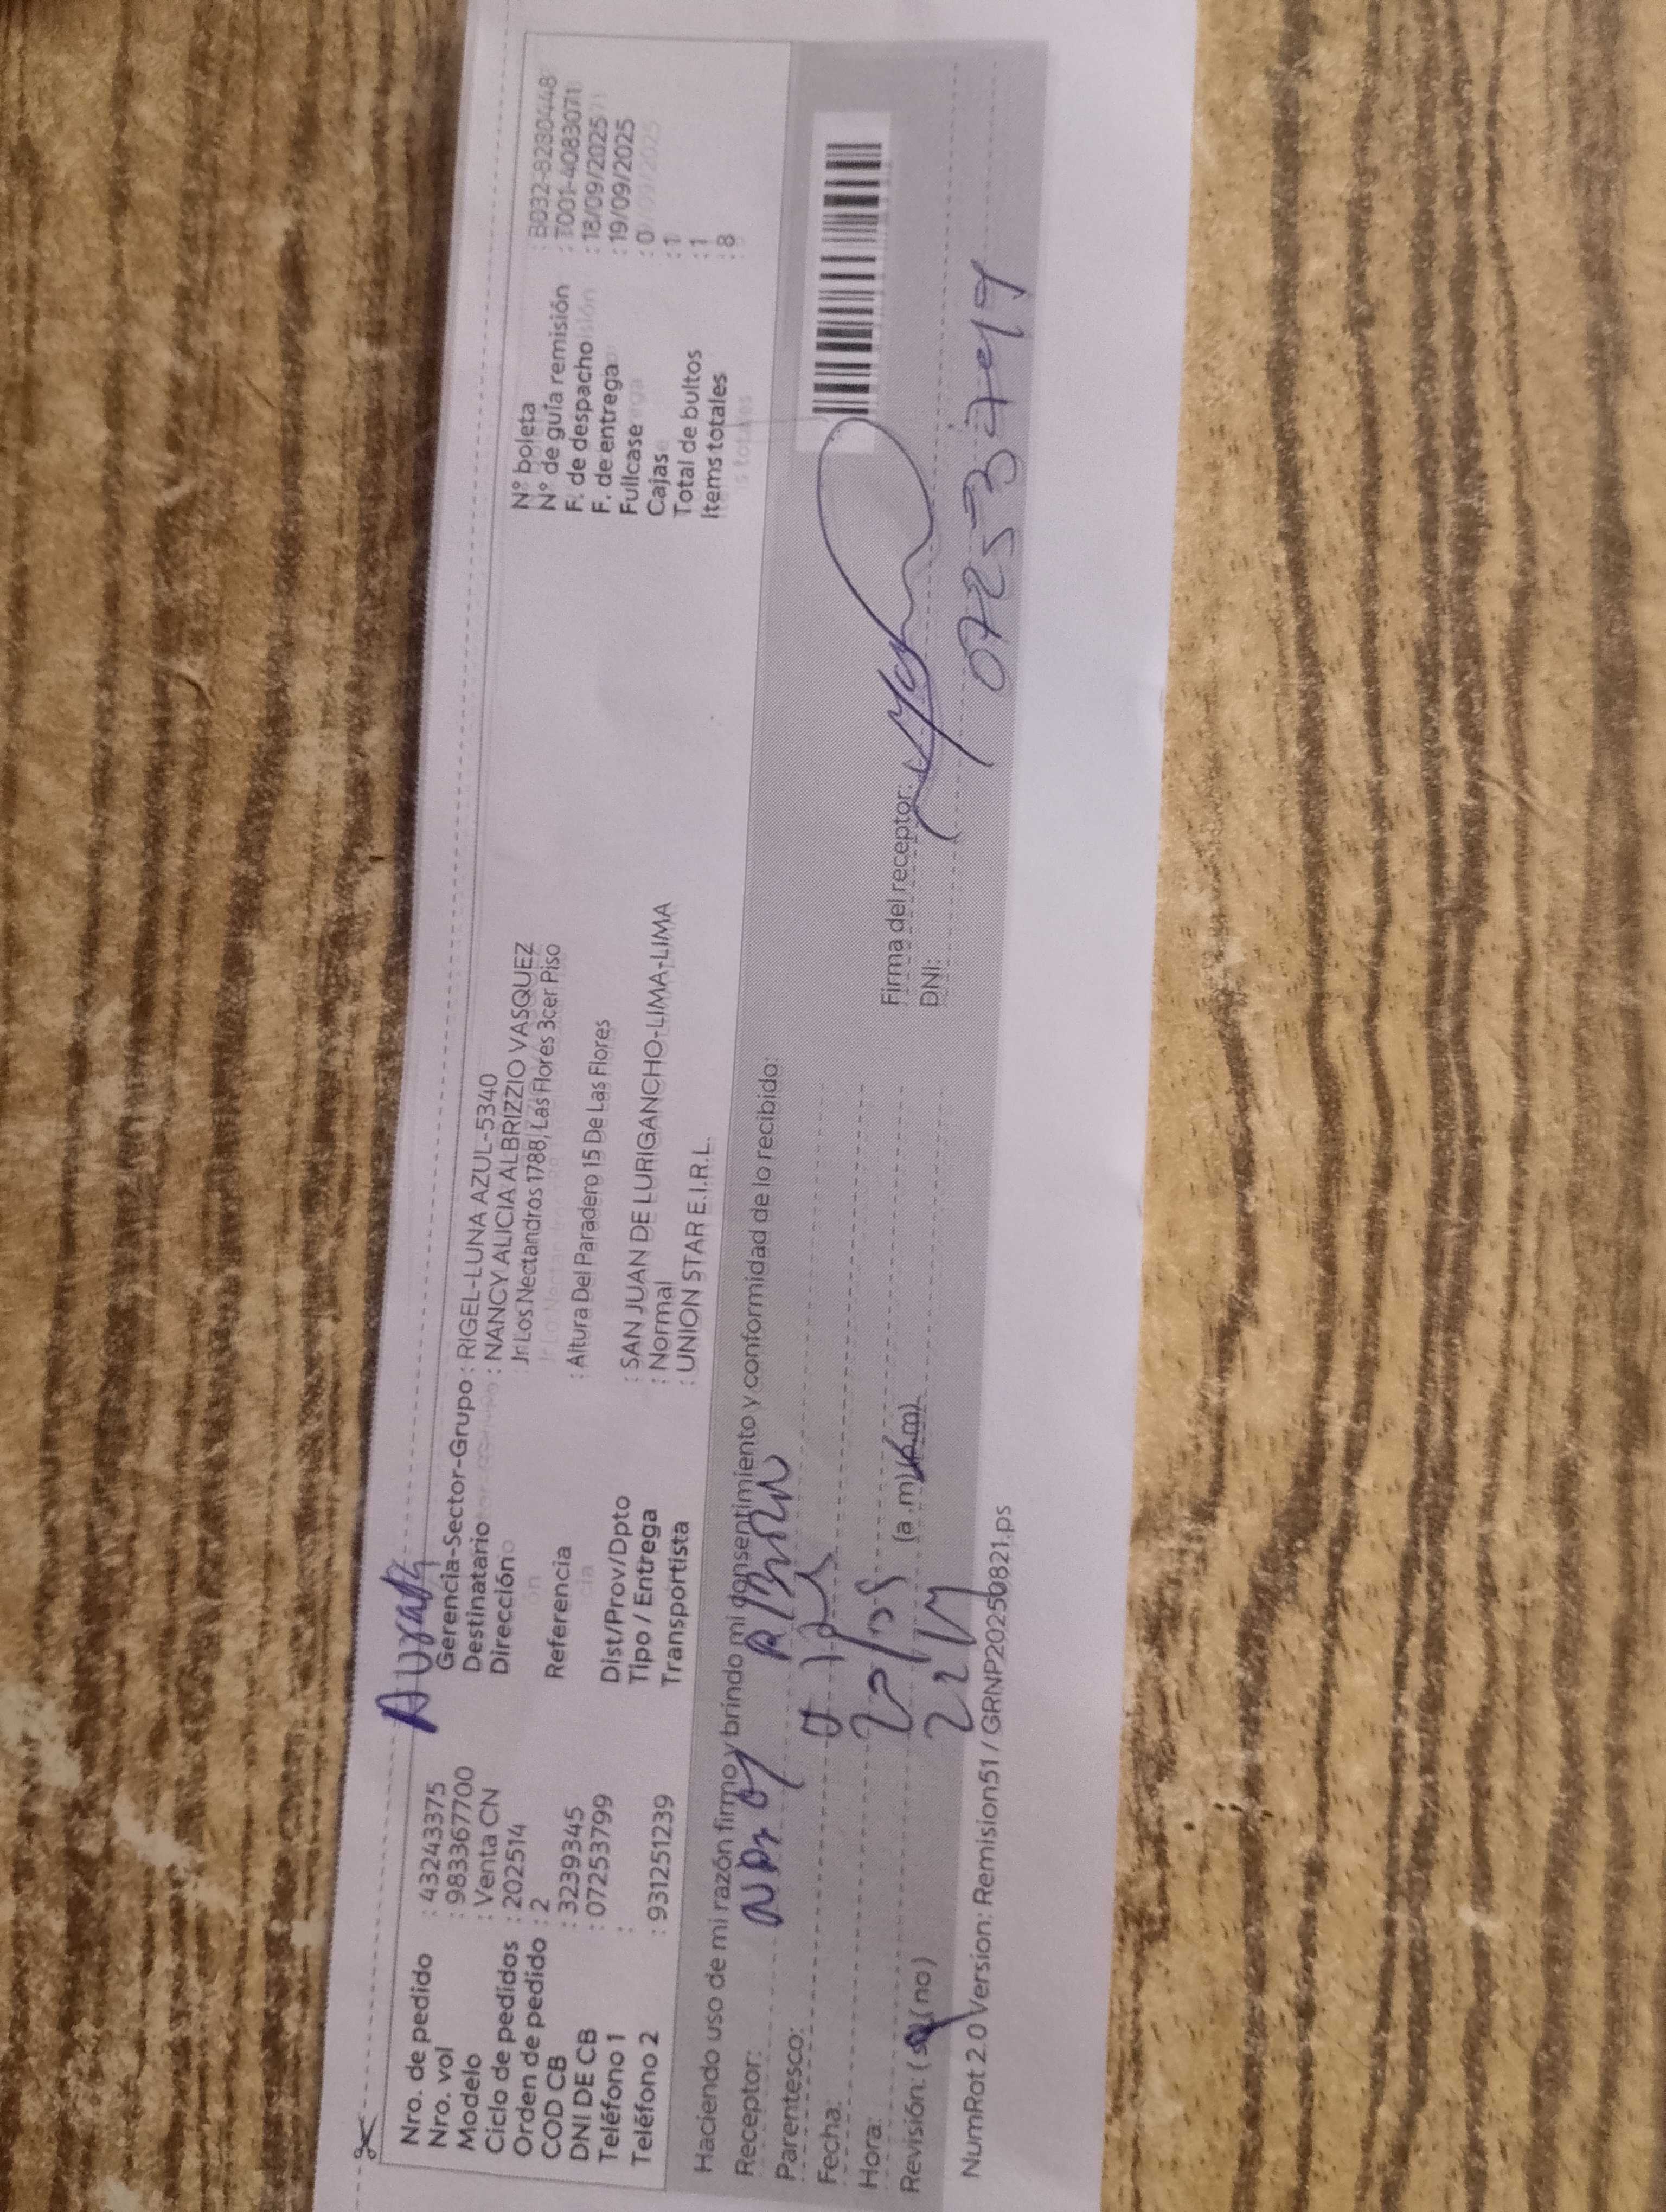 Nro. de pedido : 43243375
Nro. vol : 983367700
Modelo : Venta CN
Ciclo de pedidos : 202514
Orden de pedido : 2
COD CB : 3239345
DNI DE CB : 07253799
Teléfono 1 :
Teléfono 2 : 931251239
Gerencia-Sector-Grupo : RIGEL-LUNA AZUL-5340
Destinatario : NANCY ALICIA ALBRIZZIO VASQUEZ
Dirección : Jr Los Nectandros 1788, Las Flores 3cer Piso
Referencia : Altura Del Paradero 15 De Las Flores
Dist/Prov/Dpto : SAN JUAN DE LURIGANCHO-LIMA-LIMA
Tipo / Entrega : Normal
Transportista : UNION STAR E.I.R.L.
N° boleta : B032-8230448
N° de guía remisión : T001-4083071
F. de despacho : 18/09/2025
F. de entrega : 19/09/2025
Fullcase : 0
Cajas : 1
Total de bultos : 1
Items totales : 8
Haciendo uso de mi razón firmo y brindo mi consentimiento y conformidad de lo recibido:
Receptor:
Parentesco:
Fecha:
Hora: (a.m) (p.m)
Revisión: ( (no)
Firma del receptor:
DNI:
NumRot 2.0 Version: Remision51 / GRNP20250821.ps